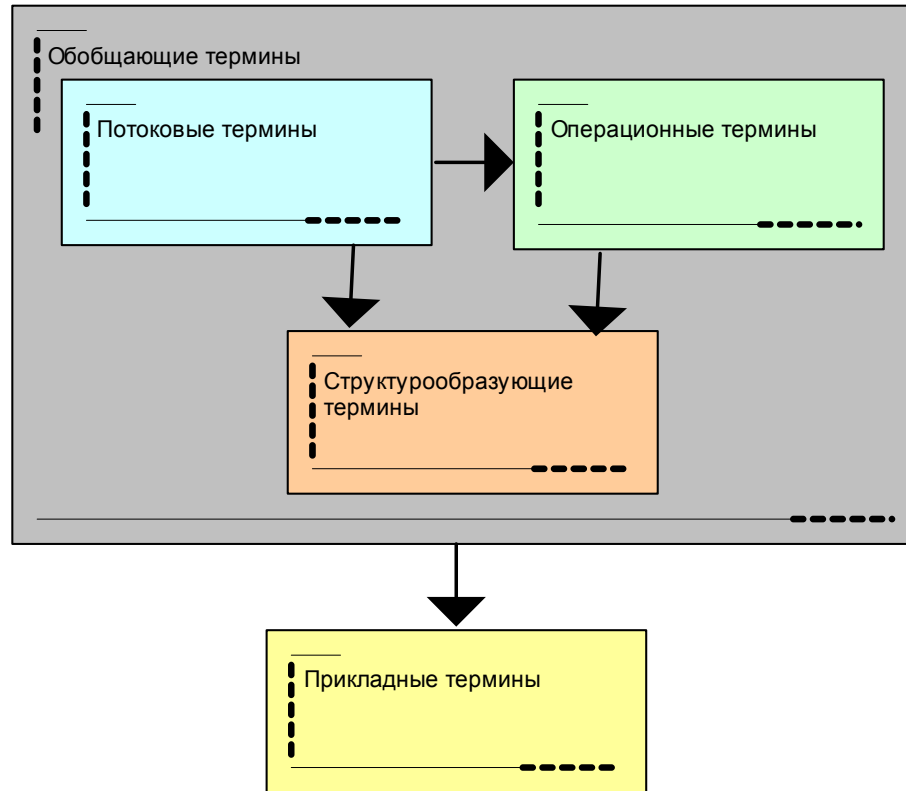 Обобщающие термины
Потоковые термины
Операционные термины
Структурообразующие
термины
Прикладные термины